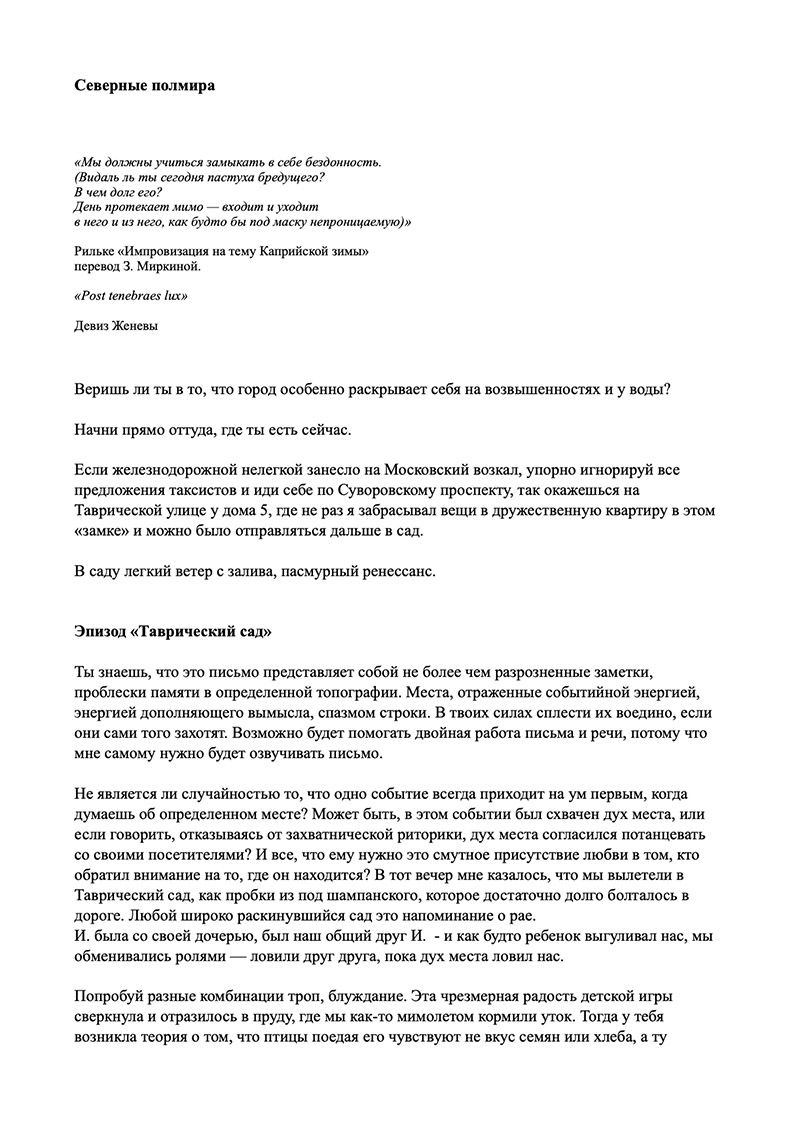 Северные полмира
«Мы должны учиться замыкать в себе бездонность.
(Видаль ль ты сегодня пастуха бредущего?
В чем долг его?
День протекает мимо — входит и уходит
в него и из него, как будто бы под маску непроницаемую)»
Рильке «Импровизация на тему Каприйской зимы»
перевод З. Миркиной.
«Post tenebraes lux»
Девиз Женевы
Веришь ли ты в то, что город особенно раскрывает себя на возвышенностях и у воды?
Начни прямо оттуда, где ты есть сейчас.
Если железнодорожной нелегкой занесло на Московский возкал, упорно игнорируй все
предложения таксистов и иди себе по Суворовскому проспекту, так окажешься на
Таврической улице у дома 5, где не раз я забрасывал вещи в дружественную квартиру в этом
«замке» и можно было отправляться дальше в сад.
В саду легкий ветер с залива, пасмурный ренессанс.
Эпизод «Таврический сад»
Ты знаешь, что это письмо представляет собой не более чем разрозненные заметки,
проблески памяти в определенной топографии. Места, отраженные событийной энергией,
энергией дополняющего вымысла, спазмом строки. В твоих силах сплести их воедино, если
они сами того захотят. Возможно будет помогать двойная работа письма и речи, потому что
мне самому нужно будет озвучивать письмо.
Не является ли случайностью то, что одно событие всегда приходит на ум первым, когда
думаешь об определенном месте? Может быть, в этом событии был схвачен дух места, или
если говорить, отказываясь от захватнической риторики, дух места согласился потанцевать
со своими посетителями? И все, что ему нужно это смутное присутствие любви в том, кто
обратил внимание на то, где он находится? В тот вечер мне казалось, что мы вылетели в
Таврический сад, как пробки из под шампанского, которое достаточно долго болталось в
дороге. Любой широко раскинувшийся сад это напоминание о рае.
И. была со своей дочерью, был наш общий друг И.  - и как будто ребенок выгуливал нас, мы
обменивались ролями — ловили друг друга, пока дух места ловил нас.
Попробуй разные комбинации троп, блуждание. Эта чрезмерная радость детской игры
сверкнула и отразилось в пруду, где мы как-то мимолетом кормили уток. Тогда у тебя
возникла теория о том, что птицы поедая его чувствуют не вкус семян или хлеба, а ту